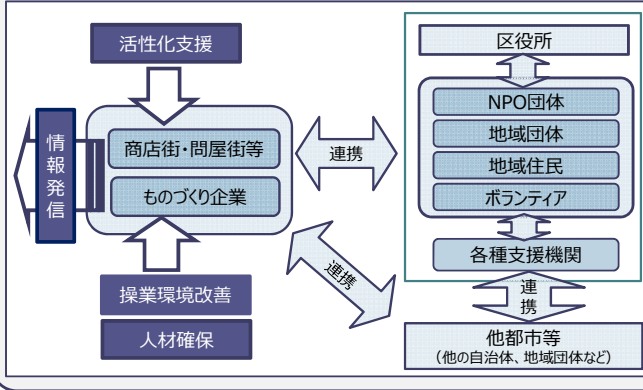 活性化支援
商店街・問屋街等
ものづくり企業
情報発信
操業環境改善
人材確保
連携
連携
区役所
NPO団体
地域団体
地域住民
ボランティア
各種支援機関
連携
他都市等
（他の自治体、地域団体など）